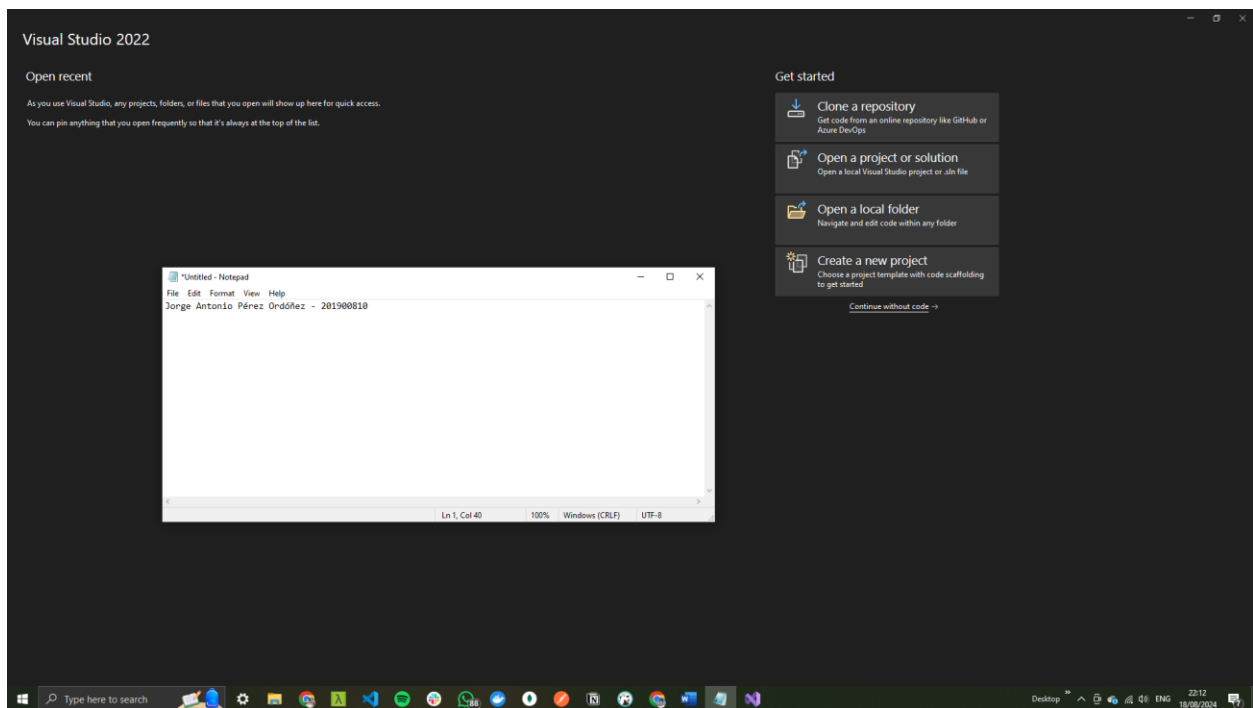 Visual Studio 2022
Open recent
As you use Visual Studio, any projects, folders, or files that you open will show up here for quick access.
You can pin anything that you open frequently so that it's always at the top of the list.
Get started
Clone a repository
Get code from an online repository like GitHub or
Azure DevOps
Open a project or solution
Open a local Visual Studio project or .sln file
Open a local folder
Navigate and edit code within any folder
Create a new project
Choose a project template with code scaffolding
to get started
Continue without code →
*Untitled - Notepad
File Edit Format View Help
Jorge Antonio Pérez Ordóñez - 201900810
Ln 1, Col 40 100% Windows (CRLF) UTF-8
Type here to search
88
Desktop
ENG
22:12
18/08/2024